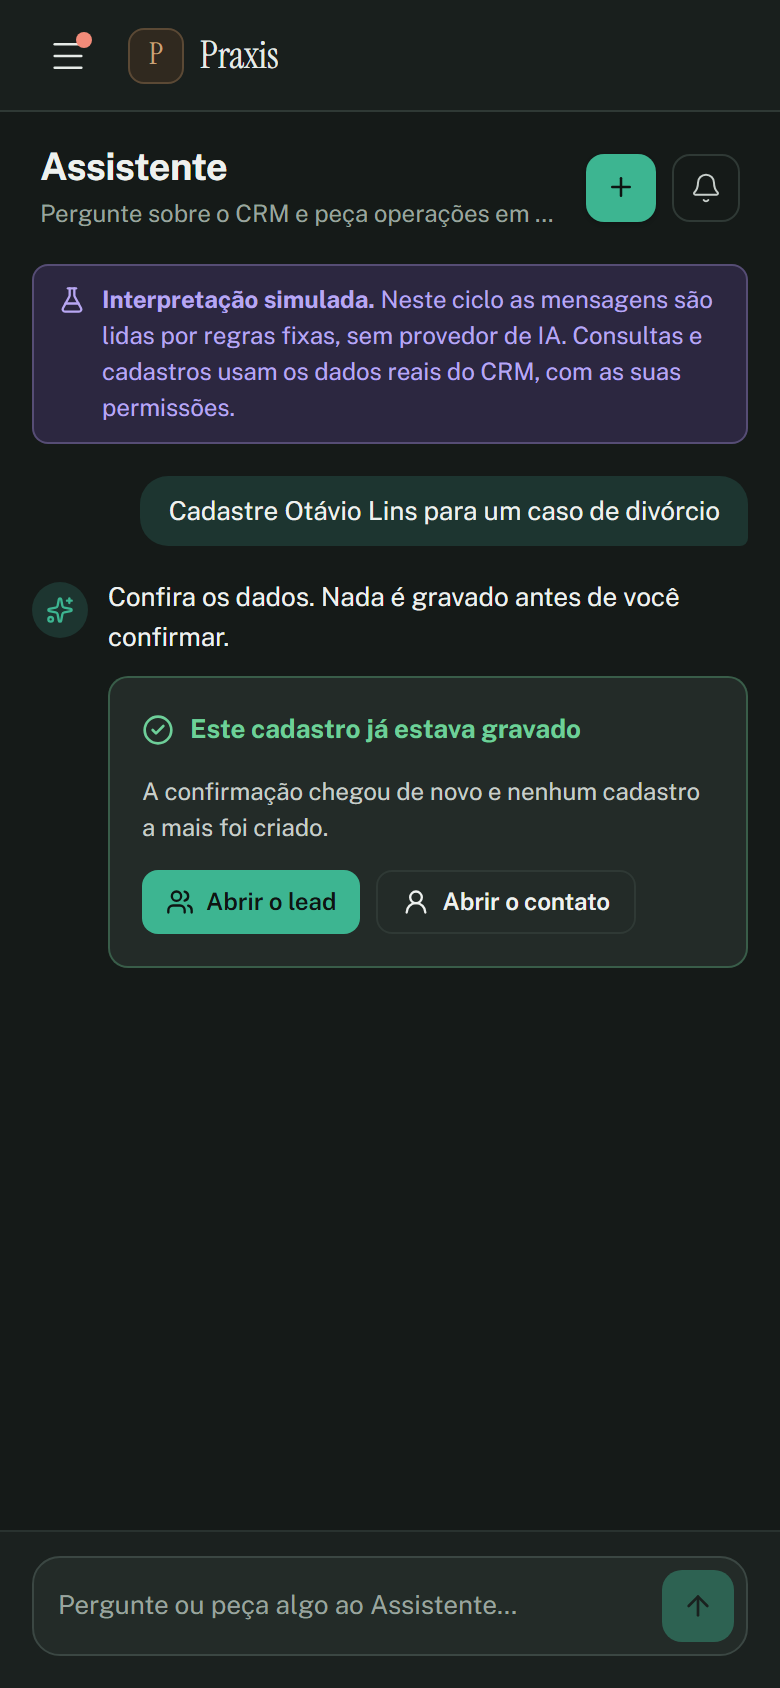 P Praxis
Assistente
Pergunte sobre o CRM e peça operações em ...
Interpretação simulada. Neste ciclo as mensagens são
lidas por regras fixas, sem provedor de IA. Consultas e
cadastros usam os dados reais do CRM, com as suas
permissões.
Cadastre Otávio Lins para um caso de divórcio
Confira os dados. Nada é gravado antes de você
confirmar.
Este cadastro já estava gravado
A confirmação chegou de novo e nenhum cadastro
a mais foi criado.
Abrir o lead
Abrir o contato
Pergunte ou peça algo ao Assistente...